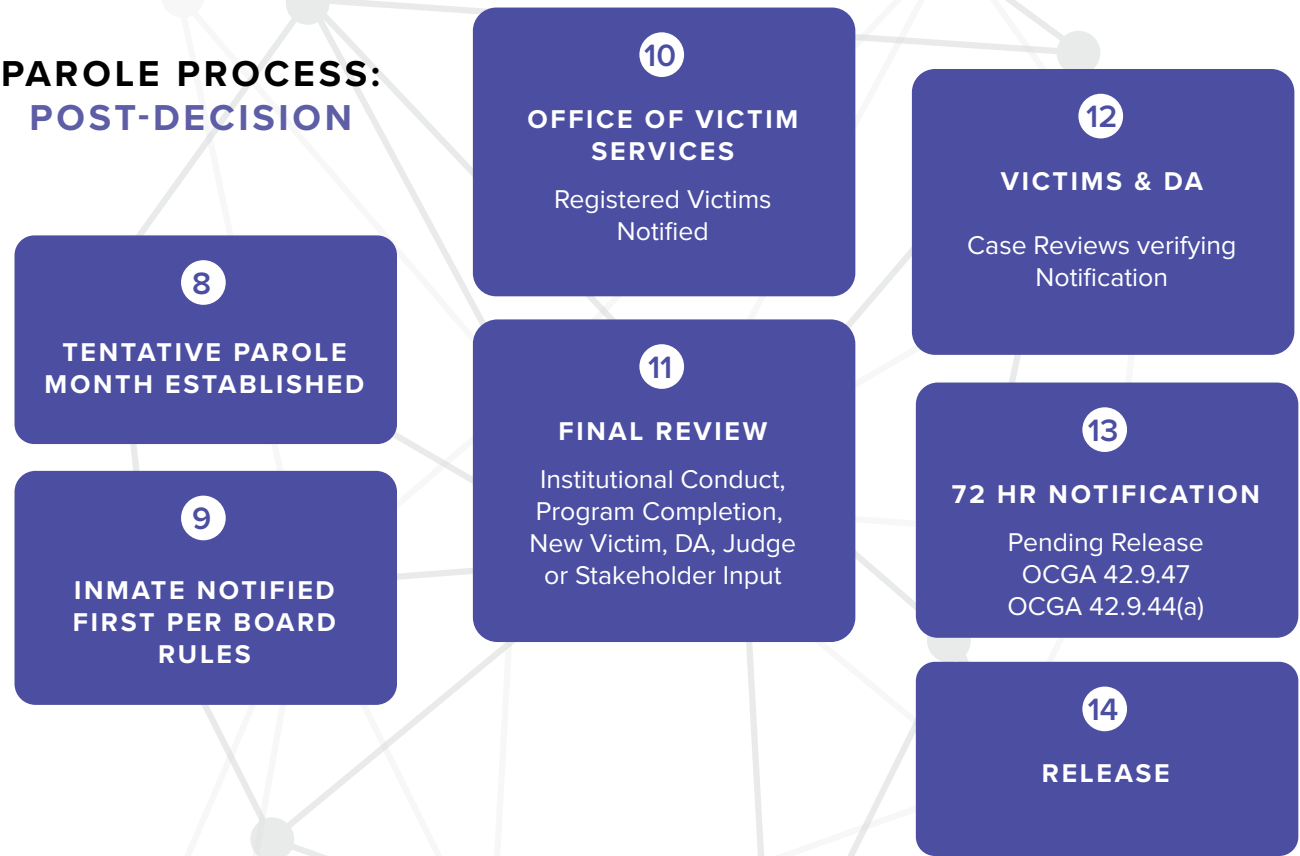 PAROLE PROCESS:
POST-DECISION
8
TENTATIVE PAROLE
MONTH ESTABLISHED
9
INMATE NOTIFIED
FIRST PER BOARD
RULES
10
OFFICE OF VICTIM
SERVICES
Registered Victims
Notified
11
FINAL REVIEW
Institutional Conduct,
Program Completion,
New Victim, DA, Judge
or Stakeholder Input
12
VICTIMS & DA
Case Reviews verifying
Notification
13
72 HR NOTIFICATION
Pending Release
OCGA 42.9.47
OCGA 42.9.44(a)
14
RELEASE